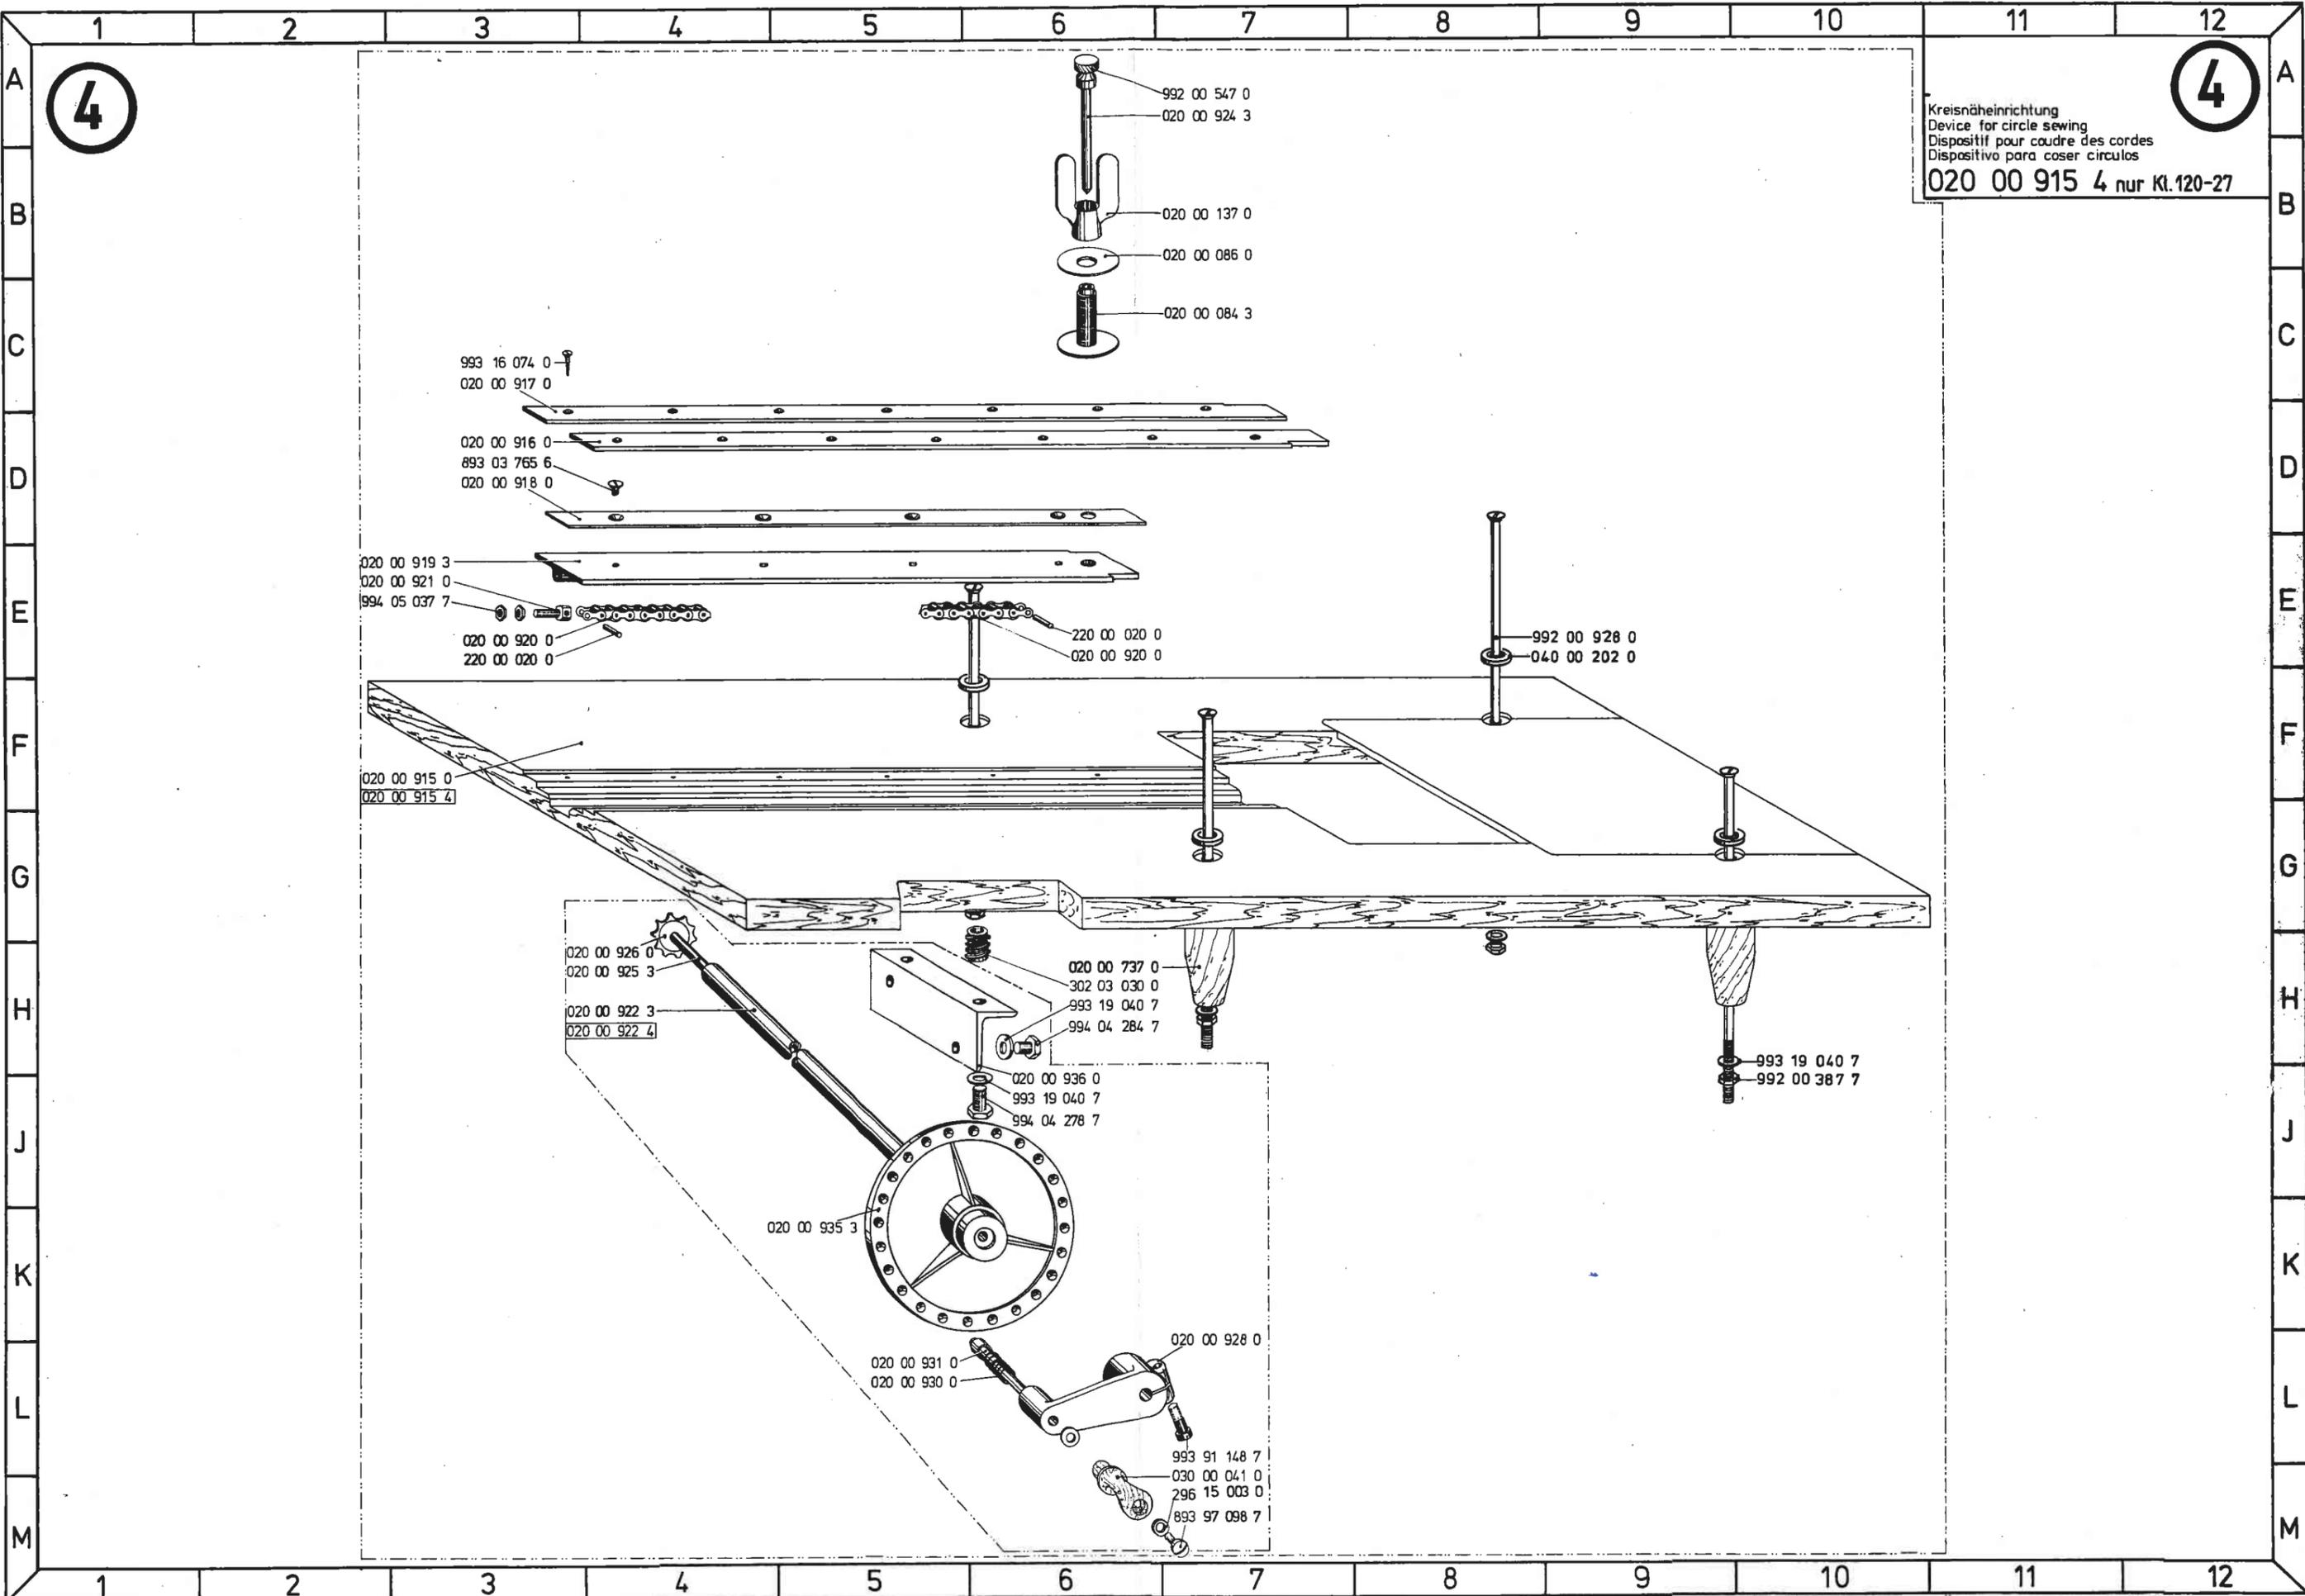 1 2 3 4 5 6 7 8 9 10 11 12
A A
4 4
Kreisnäheinrichtung
Device for circle sewing
Dispositif pour coudre des cordes
Dispositivo para coser circulos
020 00 915 4 nur Kl. 120-27
992 00 547 0
020 00 924 3
B B
020 00 137 0
020 00 086 0
020 00 084 3
C C
993 16 074 0
020 00 917 0
020 00 916 0
893 03 765 6
020 00 918 0
D D
020 00 919 3
020 00 921 0
994 05 037 7
E E
020 00 920 0
220 00 020 0
220 00 020 0
020 00 920 0
992 00 928 0
040 00 202 0
F F
020 00 915 0
020 00 915 4
G G
020 00 926 0
020 00 925 3
020 00 922 3
020 00 922 4
020 00 737 0
302 03 030 0
993 19 040 7
994 04 284 7
H H
020 00 936 0
993 19 040 7
994 04 278 7
993 19 040 7
992 00 387 7
J J
020 00 935 3
K K
020 00 928 0
020 00 931 0
020 00 930 0
L L
993 91 148 7
030 00 041 0
296 15 003 0
893 97 098 7
M M
1 2 3 4 5 6 7 8 9 10 11 12